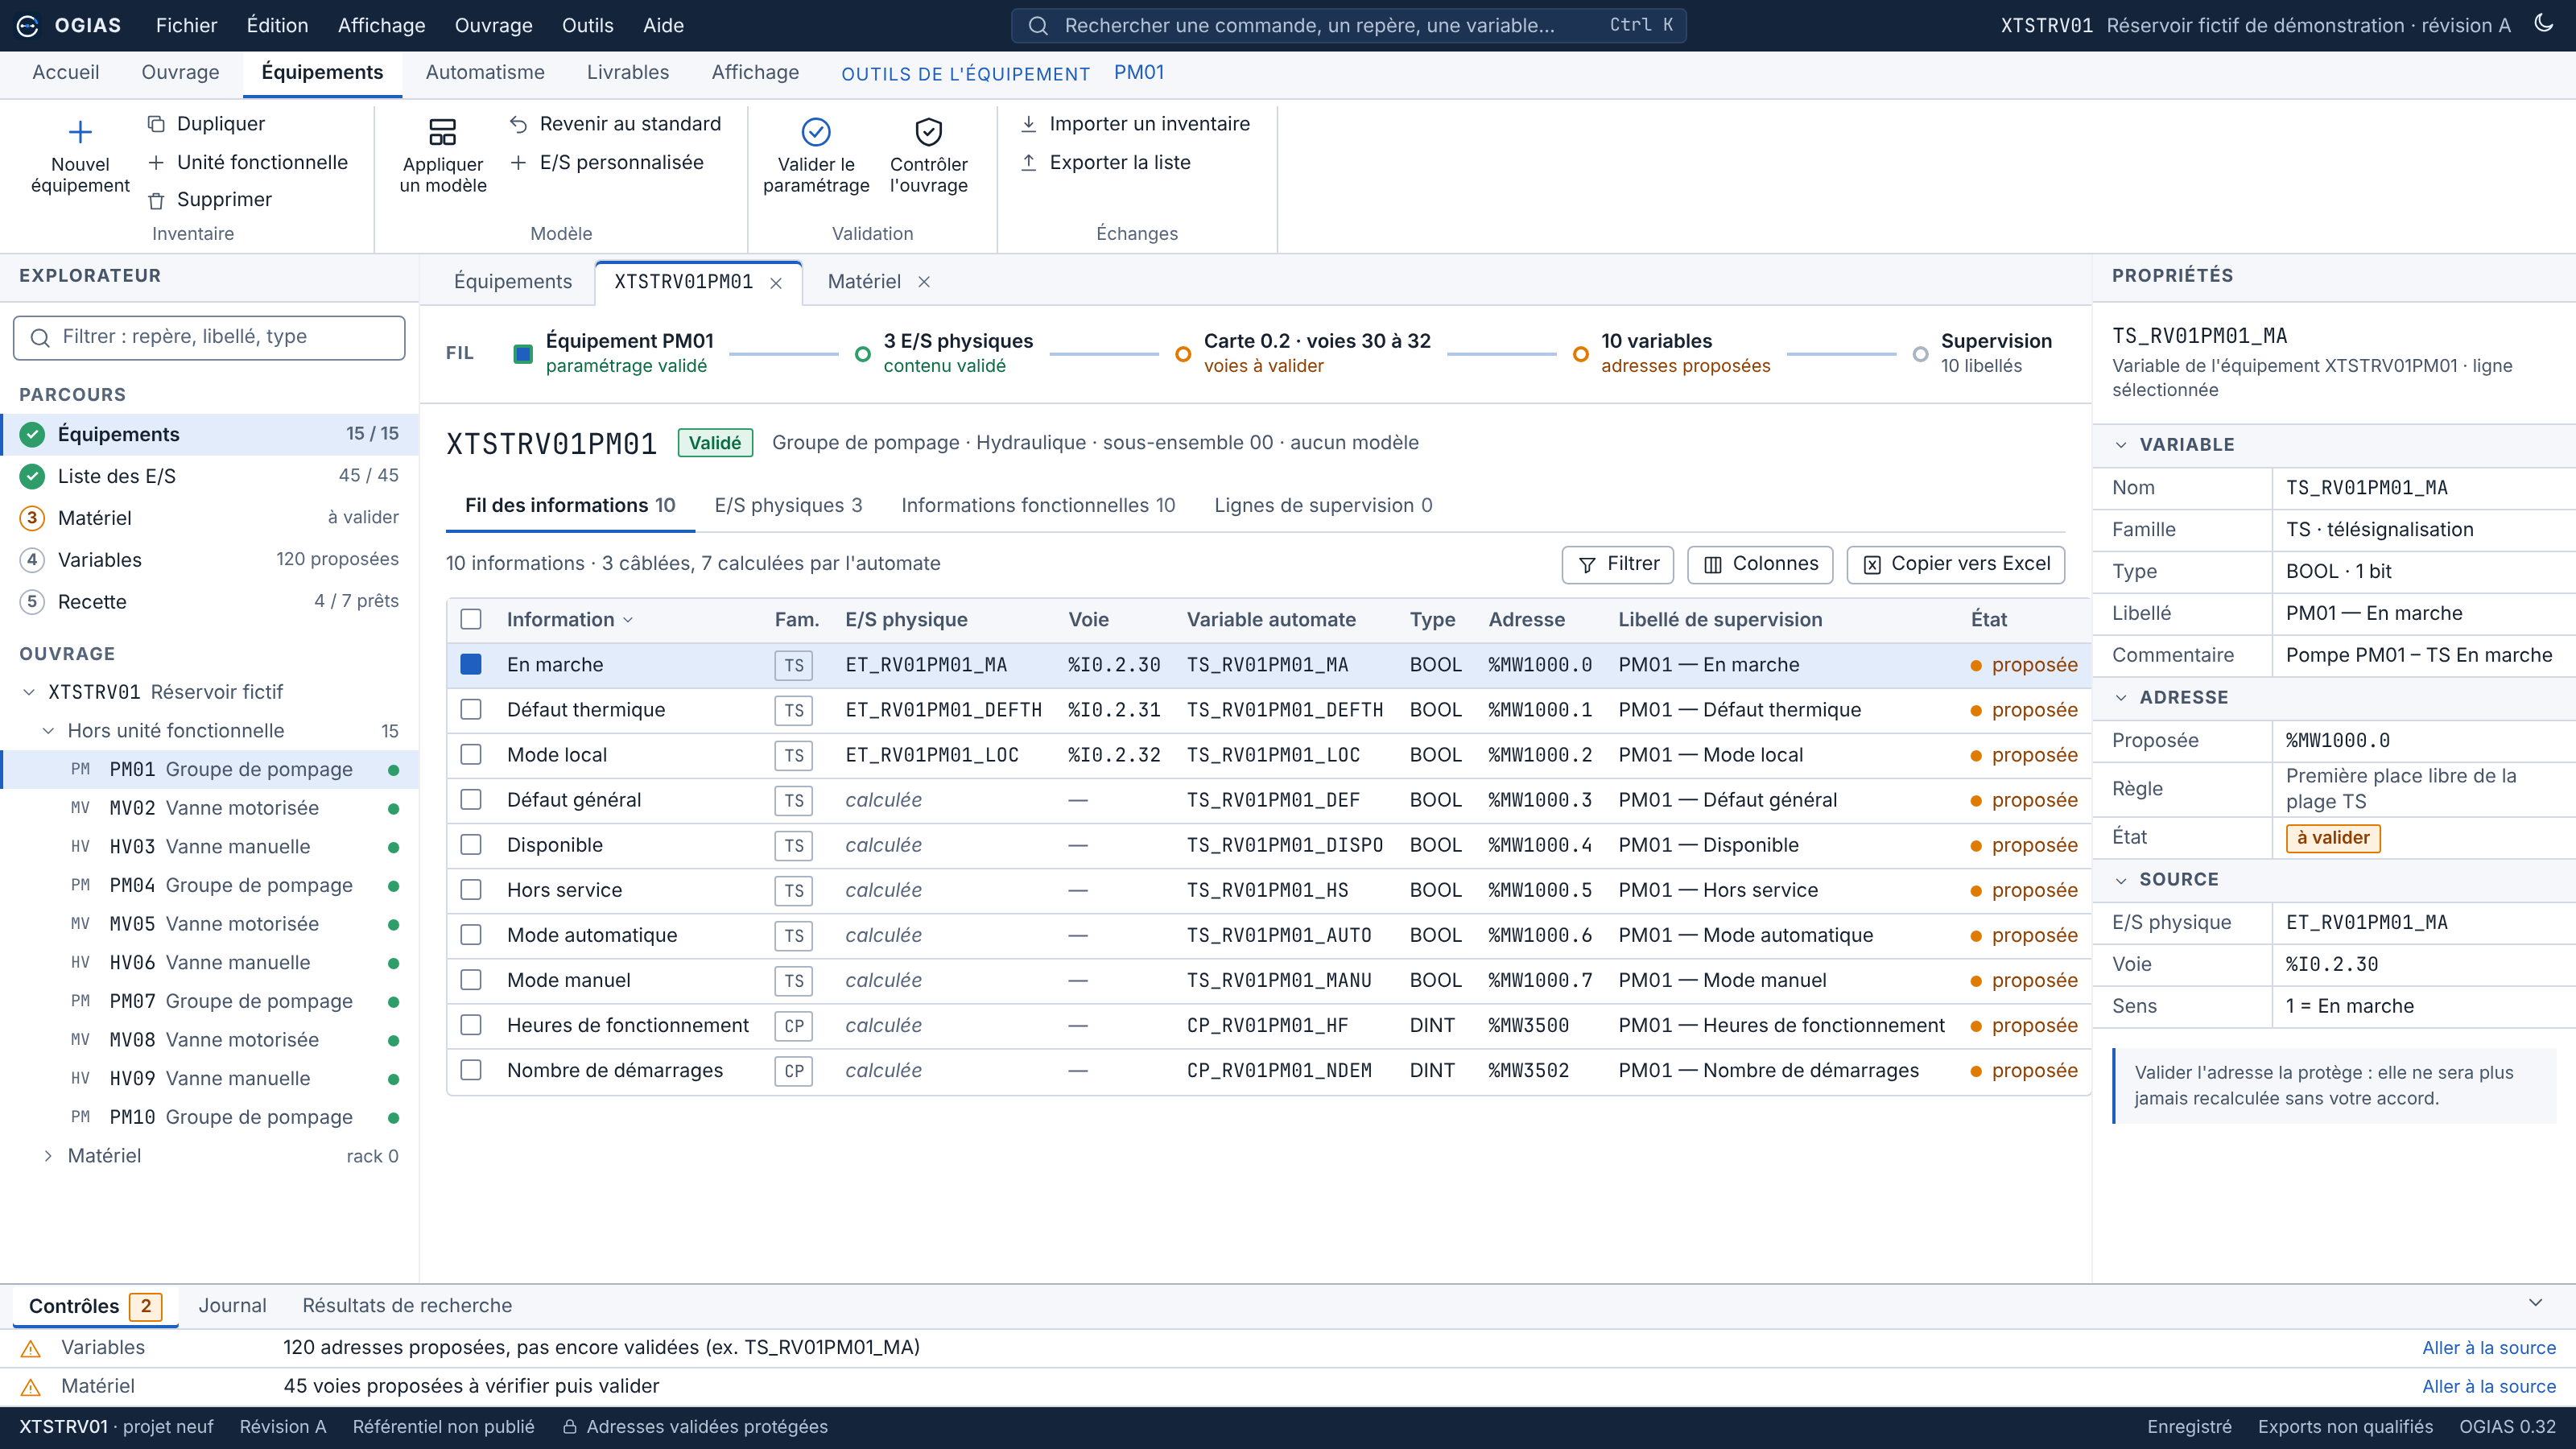 OGIAS Fichier Édition Affichage Ouvrage Outils Aide
Rechercher une commande, un repère, une variable... Ctrl K
XTSTRV01 Réservoir fictif de démonstration · révision A
Accueil Ouvrage Équipements Automatisme Livrables Affichage OUTILS DE L'ÉQUIPEMENT PM01
Nouvel
équipement
Dupliquer
Unité fonctionnelle
Supprimer
Inventaire
Appliquer
un modèle
Revenir au standard
E/S personnalisée
Modèle
Valider le
paramétrage
Contrôler
l'ouvrage
Validation
Importer un inventaire
Exporter la liste
Échanges
EXPLORATEUR
Filtrer : repère, libellé, type
PARCOURS
Équipements 15 / 15
Liste des E/S 45 / 45
3 Matériel à valider
4 Variables 120 proposées
5 Recette 4 / 7 prêts
OUVRAGE
XTSTRV01 Réservoir fictif
Hors unité fonctionnelle 15
PM PM01 Groupe de pompage
MV MV02 Vanne motorisée
HV HV03 Vanne manuelle
PM PM04 Groupe de pompage
MV MV05 Vanne motorisée
HV HV06 Vanne manuelle
PM PM07 Groupe de pompage
MV MV08 Vanne motorisée
HV HV09 Vanne manuelle
PM PM10 Groupe de pompage
Matériel rack 0
Équipements XTSTRV01PM01 Matériel
FIL
Équipement PM01
paramétrage validé
3 E/S physiques
contenu validé
Carte 0.2 · voies 30 à 32
voies à valider
10 variables
adresses proposées
Supervision
10 libellés
XTSTRV01PM01 Validé Groupe de pompage · Hydraulique · sous-ensemble 00 · aucun modèle
Fil des informations 10 E/S physiques 3 Informations fonctionnelles 10 Lignes de supervision 0
10 informations · 3 câblées, 7 calculées par l'automate
Filtrer Colonnes Copier vers Excel
Information Fam. E/S physique Voie Variable automate Type Adresse Libellé de supervision État
En marche TS ET_RV01PM01_MA %I0.2.30 TS_RV01PM01_MA BOOL %MW1000.0 PM01 — En marche proposée
Défaut thermique TS ET_RV01PM01_DEFTH %I0.2.31 TS_RV01PM01_DEFTH BOOL %MW1000.1 PM01 — Défaut thermique proposée
Mode local TS ET_RV01PM01_LOC %I0.2.32 TS_RV01PM01_LOC BOOL %MW1000.2 PM01 — Mode local proposée
Défaut général TS calculée — TS_RV01PM01_DEF BOOL %MW1000.3 PM01 — Défaut général proposée
Disponible TS calculée — TS_RV01PM01_DISPO BOOL %MW1000.4 PM01 — Disponible proposée
Hors service TS calculée — TS_RV01PM01_HS BOOL %MW1000.5 PM01 — Hors service proposée
Mode automatique TS calculée — TS_RV01PM01_AUTO BOOL %MW1000.6 PM01 — Mode automatique proposée
Mode manuel TS calculée — TS_RV01PM01_MANU BOOL %MW1000.7 PM01 — Mode manuel proposée
Heures de fonctionnement CP calculée — CP_RV01PM01_HF DINT %MW3500 PM01 — Heures de fonctionnement proposée
Nombre de démarrages CP calculée — CP_RV01PM01_NDEM DINT %MW3502 PM01 — Nombre de démarrages proposée
PROPRIÉTÉS
TS_RV01PM01_MA
Variable de l'équipement XTSTRV01PM01 · ligne
sélectionnée
VARIABLE
Nom TS_RV01PM01_MA
Famille TS · télésignalisation
Type BOOL · 1 bit
Libellé PM01 — En marche
Commentaire Pompe PM01 – TS En marche
ADRESSE
Proposée %MW1000.0
Règle Première place libre de la
plage TS
État à valider
SOURCE
E/S physique ET_RV01PM01_MA
Voie %I0.2.30
Sens 1 = En marche
Valider l'adresse la protège : elle ne sera plus
jamais recalculée sans votre accord.
Contrôles 2 Journal Résultats de recherche
Variables 120 adresses proposées, pas encore validées (ex. TS_RV01PM01_MA) Aller à la source
Matériel 45 voies proposées à vérifier puis valider Aller à la source
XTSTRV01 · projet neuf Révision A Référentiel non publié Adresses validées protégées Enregistré Exports non qualifiés OGIAS 0.32